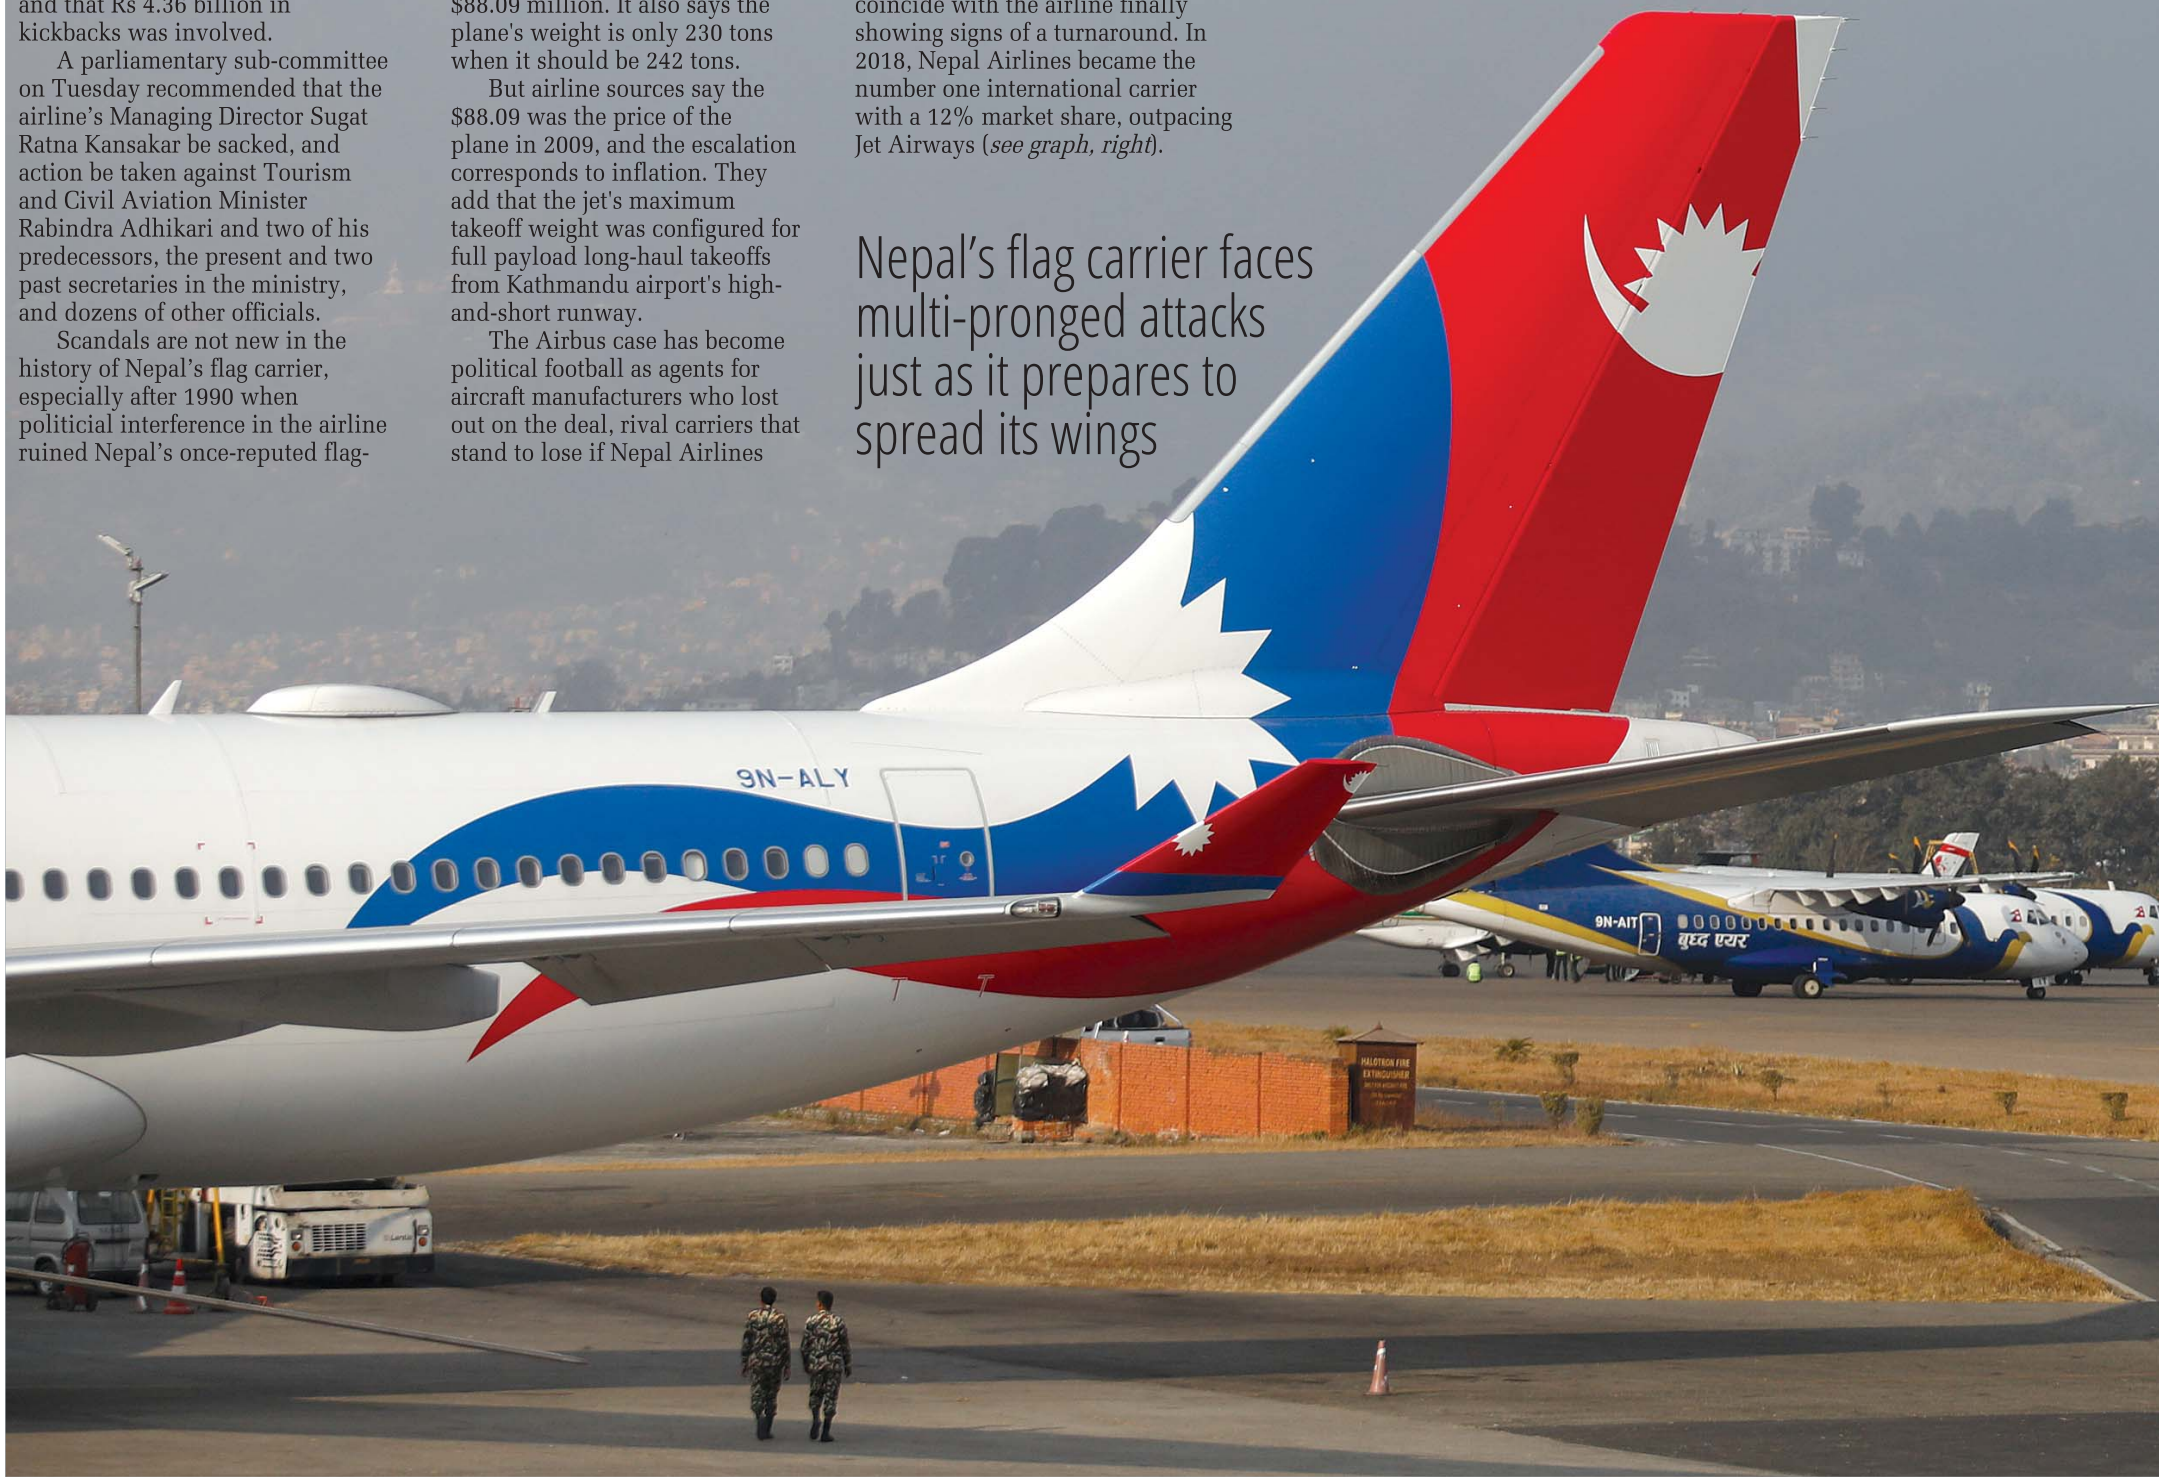 and that Rs 4.36 billion in
kickbacks was involved.
A parliamentary sub-committee
on Tuesday recommended that the
airline's Managing Director Sugat
Ratna Kansakar be sacked, and
action be taken against Tourism
and Civil Aviation Minister
Rabindra Adhikari and two of his
predecessors, the present and two
past secretaries in the ministry,
and dozens of other officials.
Scandals are not new in the
history of Nepal's flag carrier,
especially after 1990 when
politicial interference in the airline
ruined Nepal's once-reputed flag-
$88.09 million. It also says the
plane's weight is only 230 tons
when it should be 242 tons.
But airline sources say the
$88.09 was the price of the
plane in 2009, and the escalation
corresponds to inflation. They
add that the jet's maximum
takeoff weight was configured for
full payload long-haul takeoffs
from Kathmandu airport's high-
and-short runway.
The Airbus case has become
political football as agents for
aircraft manufacturers who lost
out on the deal, rival carriers that
stand to lose if Nepal Airlines
coincide with the airline finally
showing signs of a turnaround. In
2018, Nepal Airlines became the
number one international carrier
with a 12% market share, outpacing
Jet Airways (see graph, right).
Nepal's flag carrier faces
multi-pronged attacks
just as it prepares to
spread its wings
9N-ALY
9N-AIT
बुध्द एयर
HALOTRON FIRE
EXTINGUISHER